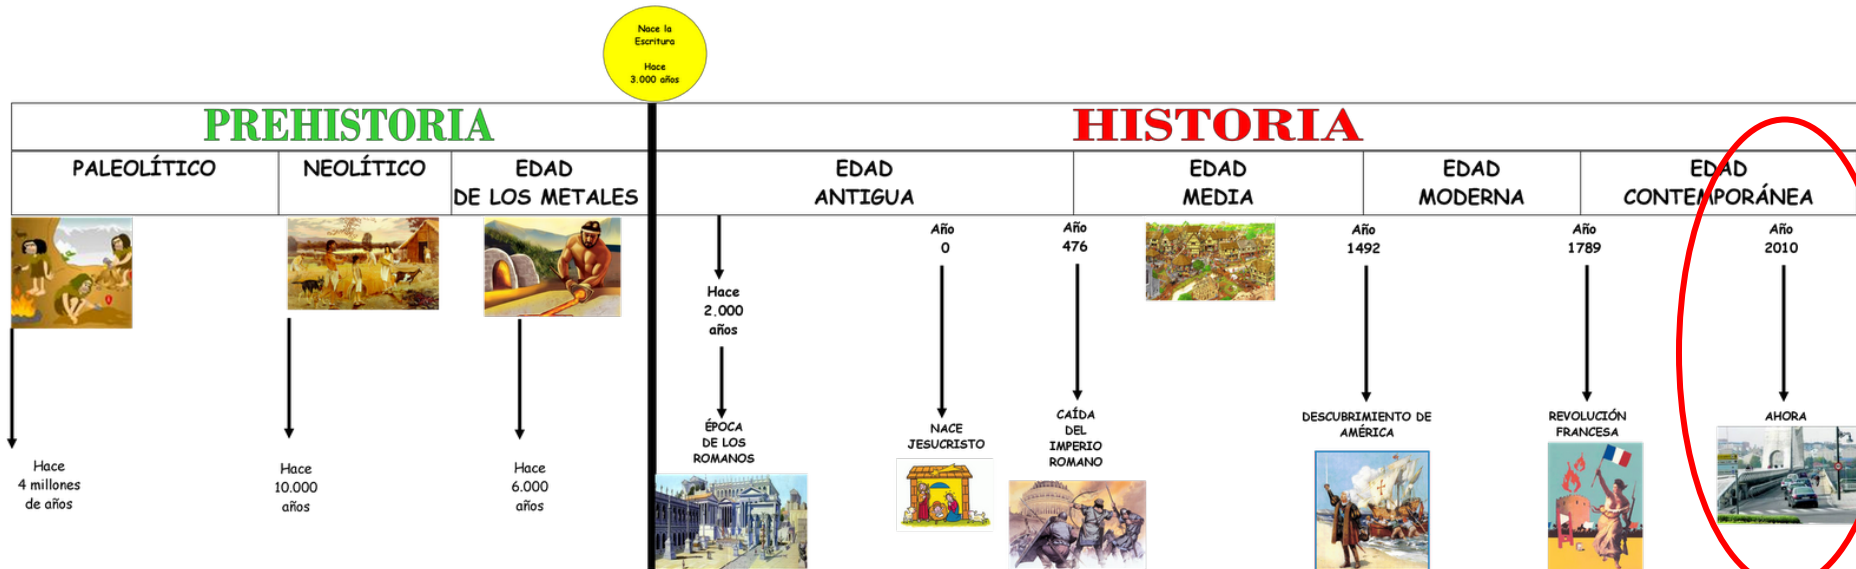 Nace la
Escritura
Hace
3.000 años
PREHISTORIA
HISTORIA
PALEOLÍTICO
NEOLÍTICO
EDAD
DE LOS METALES
EDAD
ANTIGUA
EDAD
MEDIA
EDAD
MODERNA
EDAD
CONTEMPORÁNEA
Hace
4 millones
de años
Hace
10.000
años
Hace
6.000
años
Hace
2.000
años
ÉPOCA
DE LOS
ROMANOS
Año
0
NACE
JESUCRISTO
Año
476
CAÍDA
DEL
IMPERIO
ROMANO
Año
1492
DESCUBRIMIENTO DE
AMÉRICA
Año
1789
REVOLUCIÓN
FRANCESA
Año
2010
AHORA